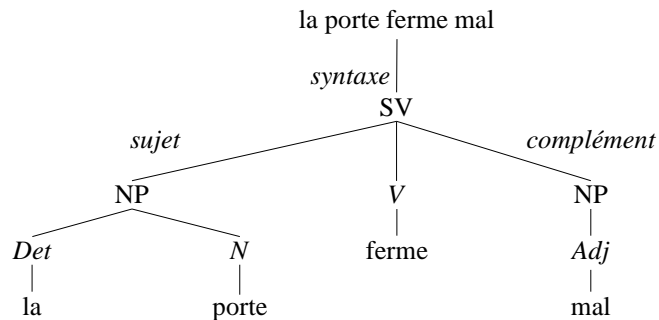 la porte ferme mal
syntaxe
SV
sujet complément
NP V NP
Det N ferme Adj
la porte mal